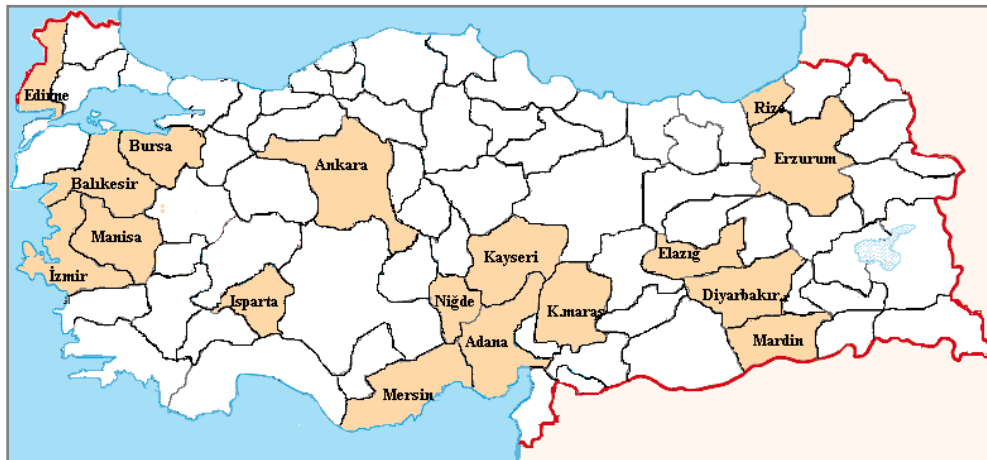 Edirne
Rize
Bursa
Ankara
Erzurum
Balıkesir
Manisa
Kayseri
Elazığ
İzmir
Isparta
Niğde
K.maraş
Diyarbakır
Adana
Mardin
Mersin